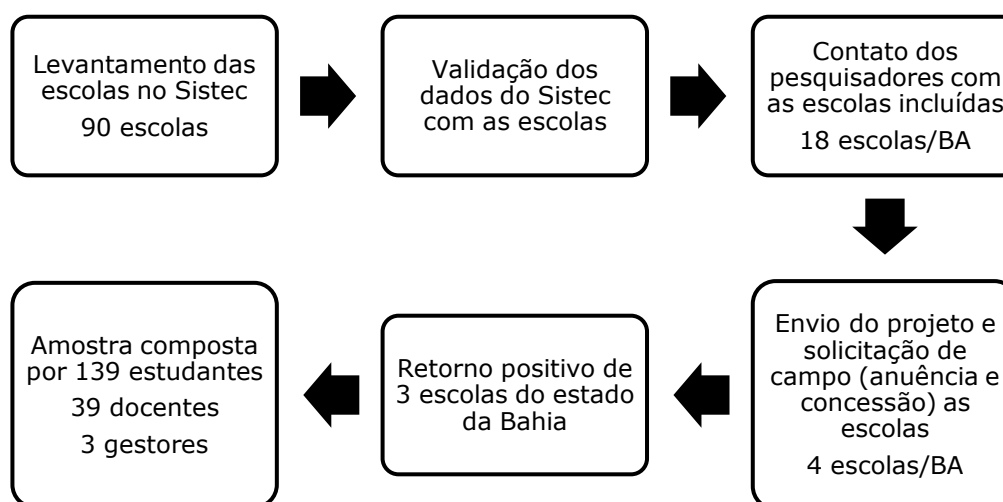 Levantamento das
escolas no Sistec
90 escolas
Validação dos
dados do Sistec
com as escolas
Contato dos
pesquisadores com
as escolas incluídas
18 escolas/BA
Envio do projeto e
solicitação de
campo (anuência e
concessão) as
escolas
4 escolas/BA
Retorno positivo de
3 escolas do estado
da Bahia
Amostra composta
por 139 estudantes
39 docentes
3 gestores